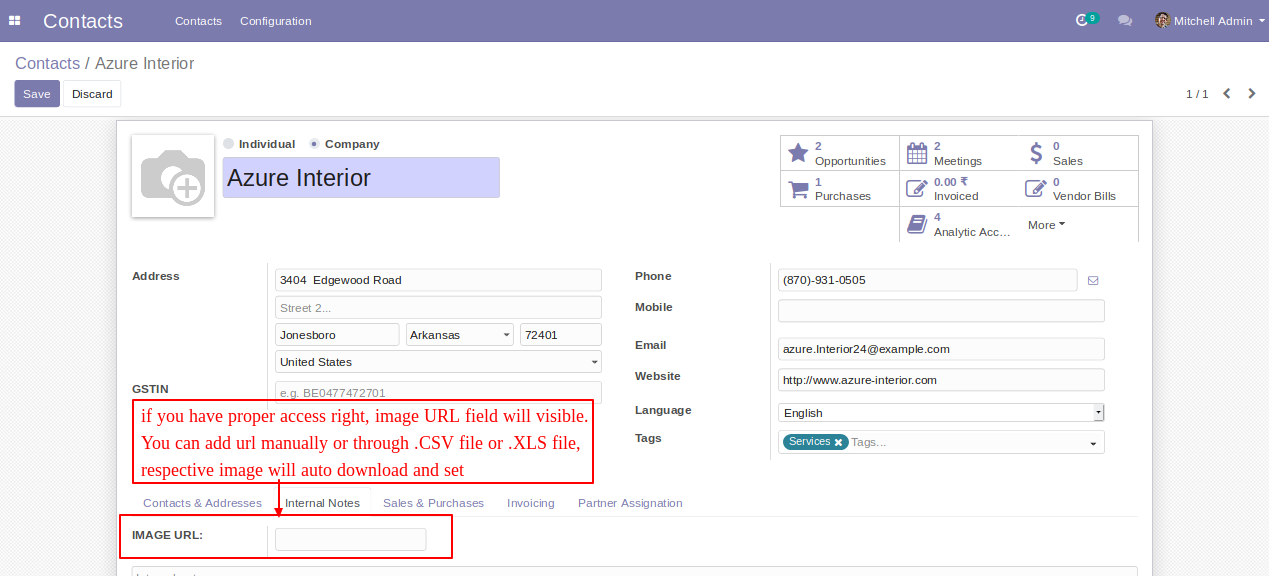 Contacts Contacts Configuration 9 Mitchell Admin
Contacts / Azure Interior
Save Discard 1 / 1
Individual Company
Azure Interior
2 Opportunities
2 Meetings
$ 0 Sales
1 Purchases
0.00 ₹ Invoiced
0 Vendor Bills
4 Analytic Acc...
More
Address
3404 Edgewood Road
Street 2...
Jonesboro Arkansas 72401
United States
GSTIN
e.g. BE0477472701
Phone
(870)-931-0505
Mobile
Email
azure.Interior24@example.com
Website
http://www.azure-interior.com
Language
English
Tags
Services Tags...
if you have proper access right, image URL field will visible.
You can add url manually or through .CSV file or .XLS file,
respective image will auto download and set
Contacts & Addresses Internal Notes Sales & Purchases Invoicing Partner Assignation
IMAGE URL: